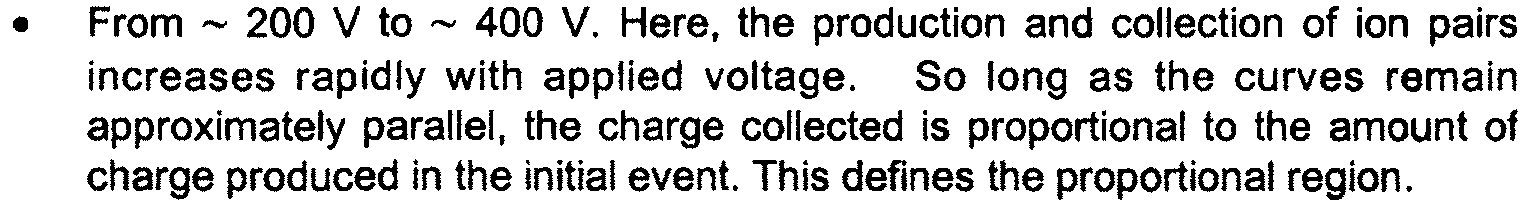 • From ~ 200 V to ~ 400 V. Here, the production and collection of ion pairs
increases rapidly with applied voltage. So long as the curves remain
approximately parallel, the charge collected is proportional to the amount of
charge produced in the initial event. This defines the proportional region.